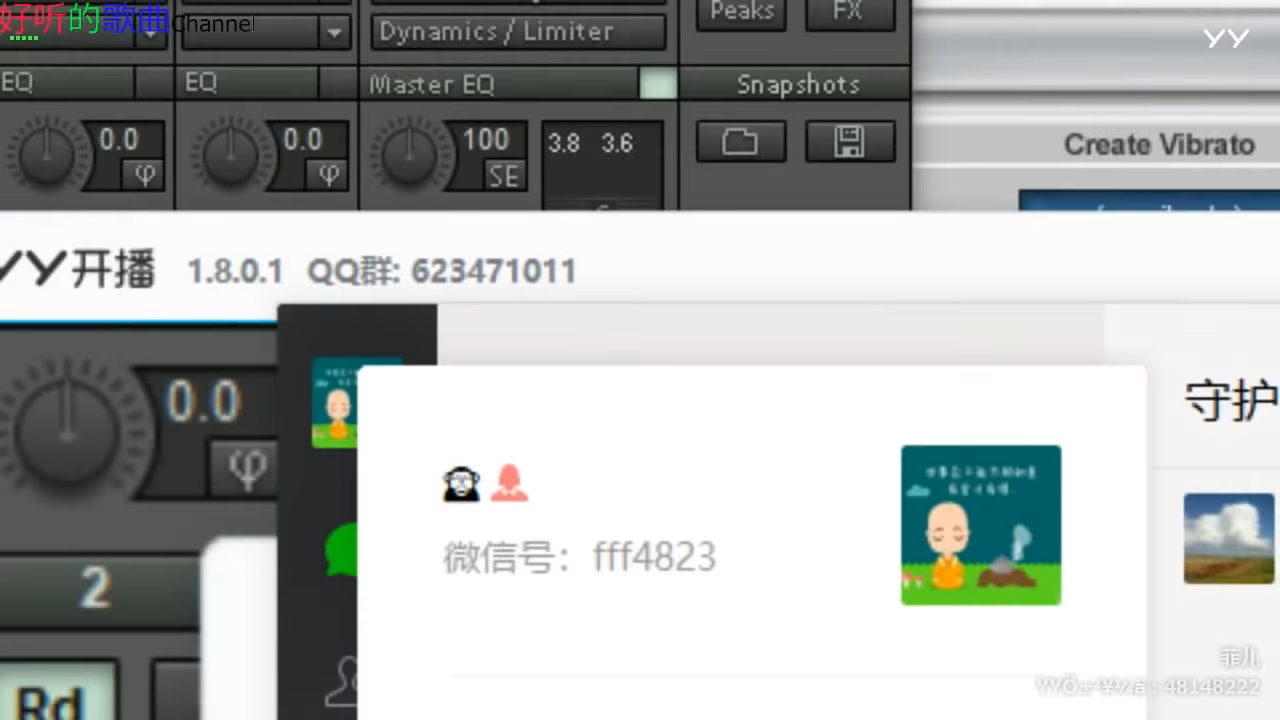 好听的歌曲Channel
YY
Peaks
FX
Dynamics / Limiter
EQ
EQ
Master EQ
Snapshots
0.0
0.0
100
3.8 3.6
φ
φ
SE
Create Vibrato
YY开播 1.8.0.1 QQ群: 623471011
0.0
φ
守护
微信号: fff4823
2
Rd
菲儿
48148222